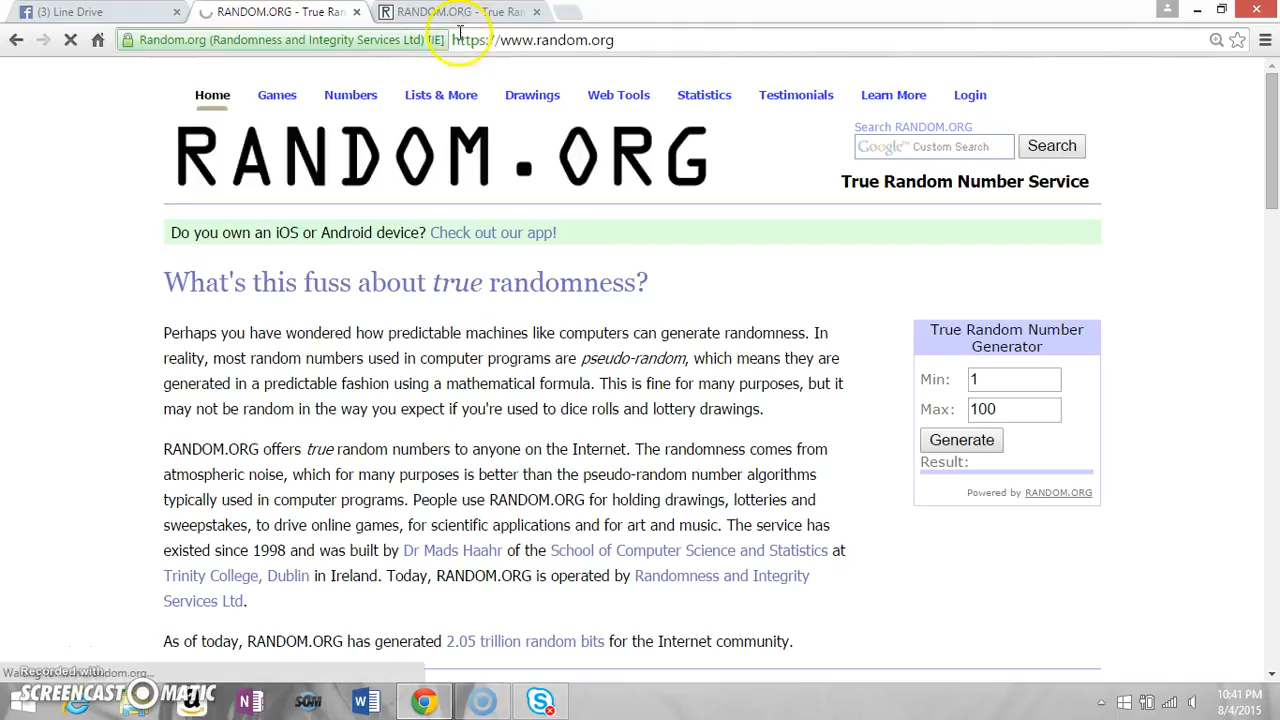 (3) Line Drive
RANDOM.ORG - True Ran
RANDOM.ORG - True Ran
Random.org (Randomness and Integrity Services Ltd) [IE]
https://www.random.org
Home
Games
Numbers
Lists & More
Drawings
Web Tools
Statistics
Testimonials
Learn More
Login
RANDOM.ORG
Search RANDOM.ORG
Google™ Custom Search
Search
True Random Number Service
Do you own an iOS or Android device? Check out our app!
What's this fuss about true randomness?
Perhaps you have wondered how predictable machines like computers can generate randomness. In
reality, most random numbers used in computer programs are pseudo-random, which means they are
generated in a predictable fashion using a mathematical formula. This is fine for many purposes, but it
may not be random in the way you expect if you're used to dice rolls and lottery drawings.
RANDOM.ORG offers true random numbers to anyone on the Internet. The randomness comes from
atmospheric noise, which for many purposes is better than the pseudo-random number algorithms
typically used in computer programs. People use RANDOM.ORG for holding drawings, lotteries and
sweepstakes, to drive online games, for scientific applications and for art and music. The service has
existed since 1998 and was built by Dr Mads Haahr of the School of Computer Science and Statistics at
Trinity College, Dublin in Ireland. Today, RANDOM.ORG is operated by Randomness and Integrity
Services Ltd.
As of today, RANDOM.ORG has generated 2.05 trillion random bits for the Internet community.
True Random Number
Generator
Min: 1
Max: 100
Generate
Result:
Powered by RANDOM.ORG
Recorded with
SCREENCAST MATIC
SOM
10:41 PM
8/4/2015